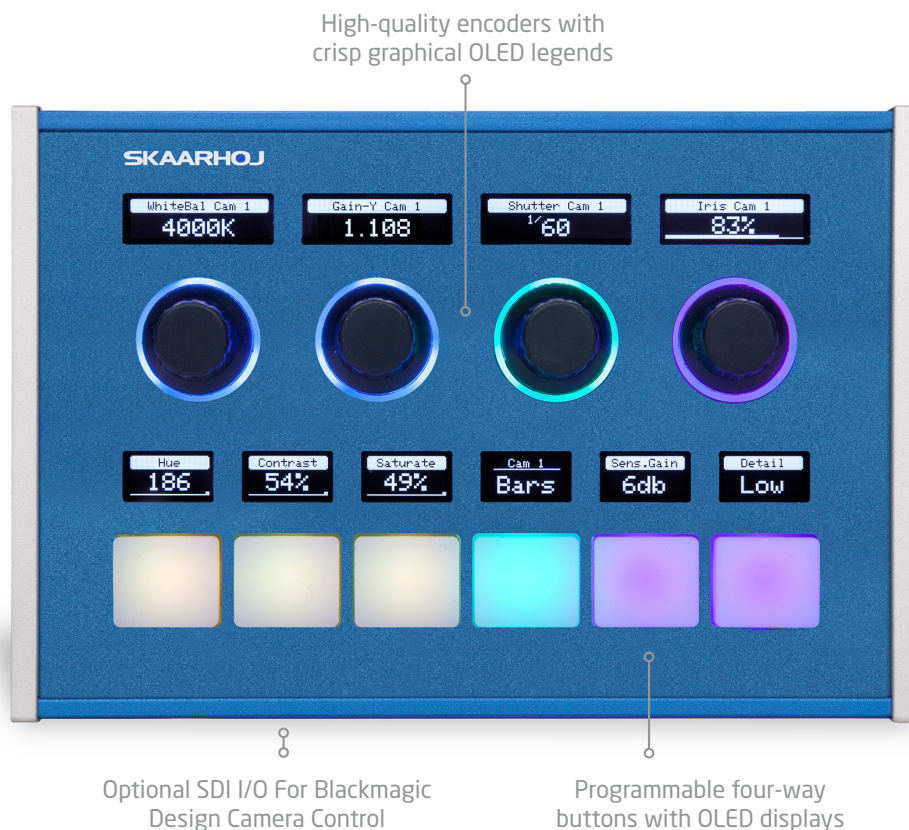 High-quality encoders with
crisp graphical OLED legends
SKAARHOJ
WhiteBal Cam 1
4000K
Gain-Y Cam 1
1.108
Shutter Cam 1
1/60
Iris Cam 1
83%
Hue
186
Contrast
54%
Saturate
49%
Cam 1
Bars
Sens.Gain
6db
Detail
Low
Optional SDI I/O For Blackmagic
Design Camera Control
Programmable four-way
buttons with OLED displays